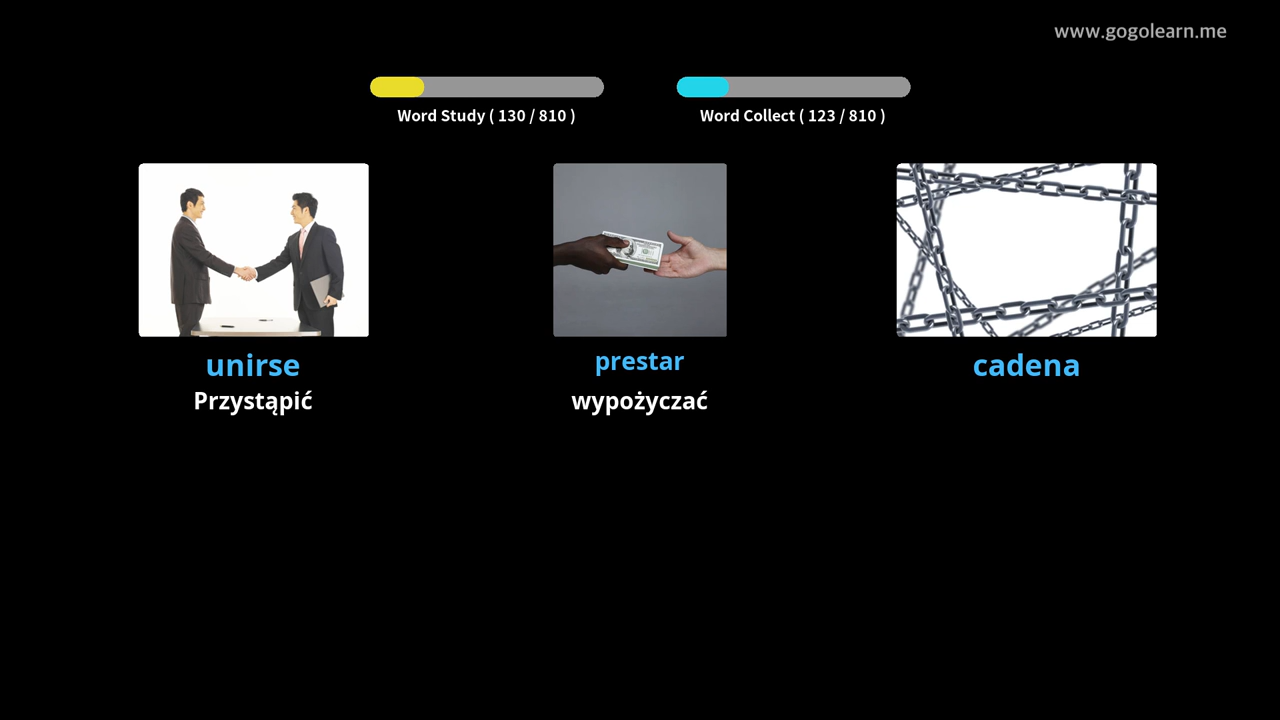 www.gogolearn.me
Word Study ( 130 / 810 )
Word Collect ( 123 / 810 )
unirse
prestar
cadena
Przystąpić
wypożyczać